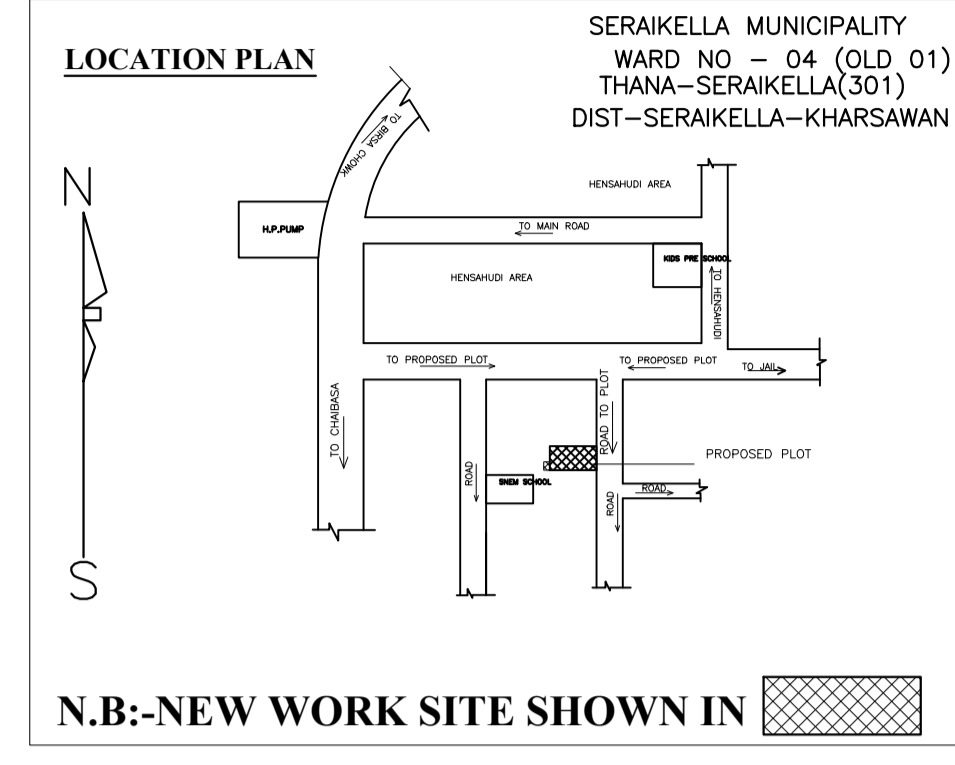 LOCATION PLAN
SERAIKELLA MUNICIPALITY
WARD NO - 04 (OLD 01)
THANA-SERAIKELLA(301)
DIST-SERAIKELLA-KHARSAWAN
N
S
TO BIRSA CHOWK
H.P.PUMP
HENSAHUDI AREA
TO MAIN ROAD
KIDS PRE SCHOOL
HENSAHUDI AREA
TO HENSAHUDI
TO PROPOSED PLOT
TO PROPOSED PLOT
TO JAIL
TO CHAIBASA
ROAD TO PLOT
PROPOSED PLOT
ROAD
SNEM SCHOOL
ROAD
ROAD
N.B:-NEW WORK SITE SHOWN IN